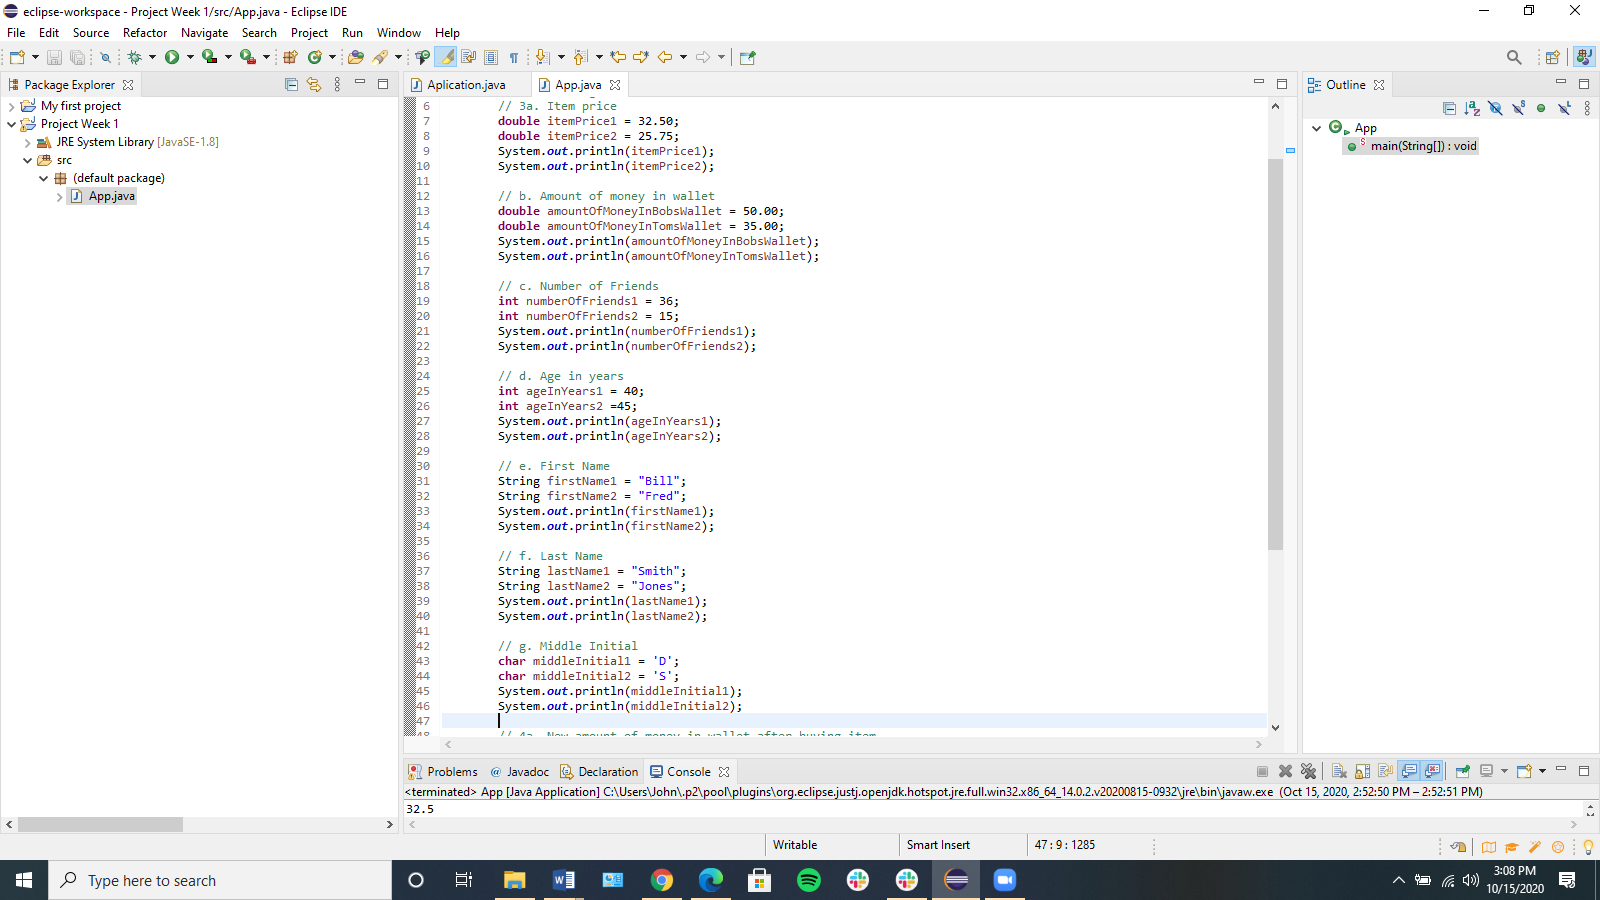 eclipse-workspace - Project Week 1/src/App.java - Eclipse IDE
File Edit Source Refactor Navigate Search Project Run Window Help
Package Explorer
My first project
Project Week 1
JRE System Library [JavaSE-1.8]
src
(default package)
App.java
Aplication.java App.java
6 // 3a. Item price
7 double itemPrice1 = 32.50;
8 double itemPrice2 = 25.75;
9 System.out.println(itemPrice1);
10 System.out.println(itemPrice2);
11
12 // b. Amount of money in wallet
13 double amountOfMoneyInBobsWallet = 50.00;
14 double amountOfMoneyInTomsWallet = 35.00;
15 System.out.println(amountOfMoneyInBobsWallet);
16 System.out.println(amountOfMoneyInTomsWallet);
17
18 // c. Number of Friends
19 int numberOfFriends1 = 36;
20 int numberOfFriends2 = 15;
21 System.out.println(numberOfFriends1);
22 System.out.println(numberOfFriends2);
23
24 // d. Age in years
25 int ageInYears1 = 40;
26 int ageInYears2 =45;
27 System.out.println(ageInYears1);
28 System.out.println(ageInYears2);
29
30 // e. First Name
31 String firstName1 = "Bill";
32 String firstName2 = "Fred";
33 System.out.println(firstName1);
34 System.out.println(firstName2);
35
36 // f. Last Name
37 String lastName1 = "Smith";
38 String lastName2 = "Jones";
39 System.out.println(lastName1);
40 System.out.println(lastName2);
41
42 // g. Middle Initial
43 char middleInitial1 = 'D';
44 char middleInitial2 = 'S';
45 System.out.println(middleInitial1);
46 System.out.println(middleInitial2);
47
48 // 4a. New amount of money in wallet after buying item
Outline
App
main(String[]) : void
Problems Javadoc Declaration Console
<terminated> App [Java Application] C:\Users\John\.p2\pool\plugins\org.eclipse.justj.openjdk.hotspot.jre.full.win32.x86_64_14.0.2.v20200815-0932\jre\bin\javaw.exe (Oct 15, 2020, 2:52:50 PM – 2:52:51 PM)
32.5
Writable Smart Insert 47 : 9 : 1285
Type here to search
3:08 PM
10/15/2020